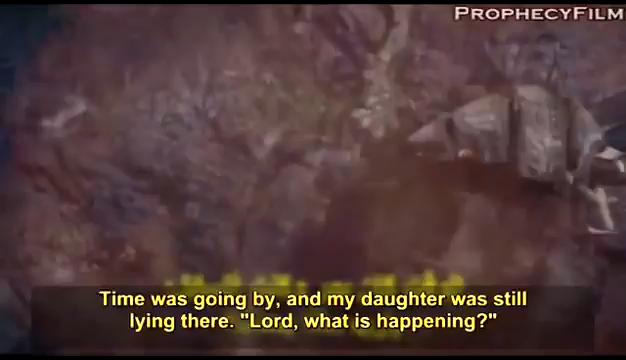 PROPHECYFILM
Time was going by, and my daughter was still
lying there. "Lord, what is happening?"